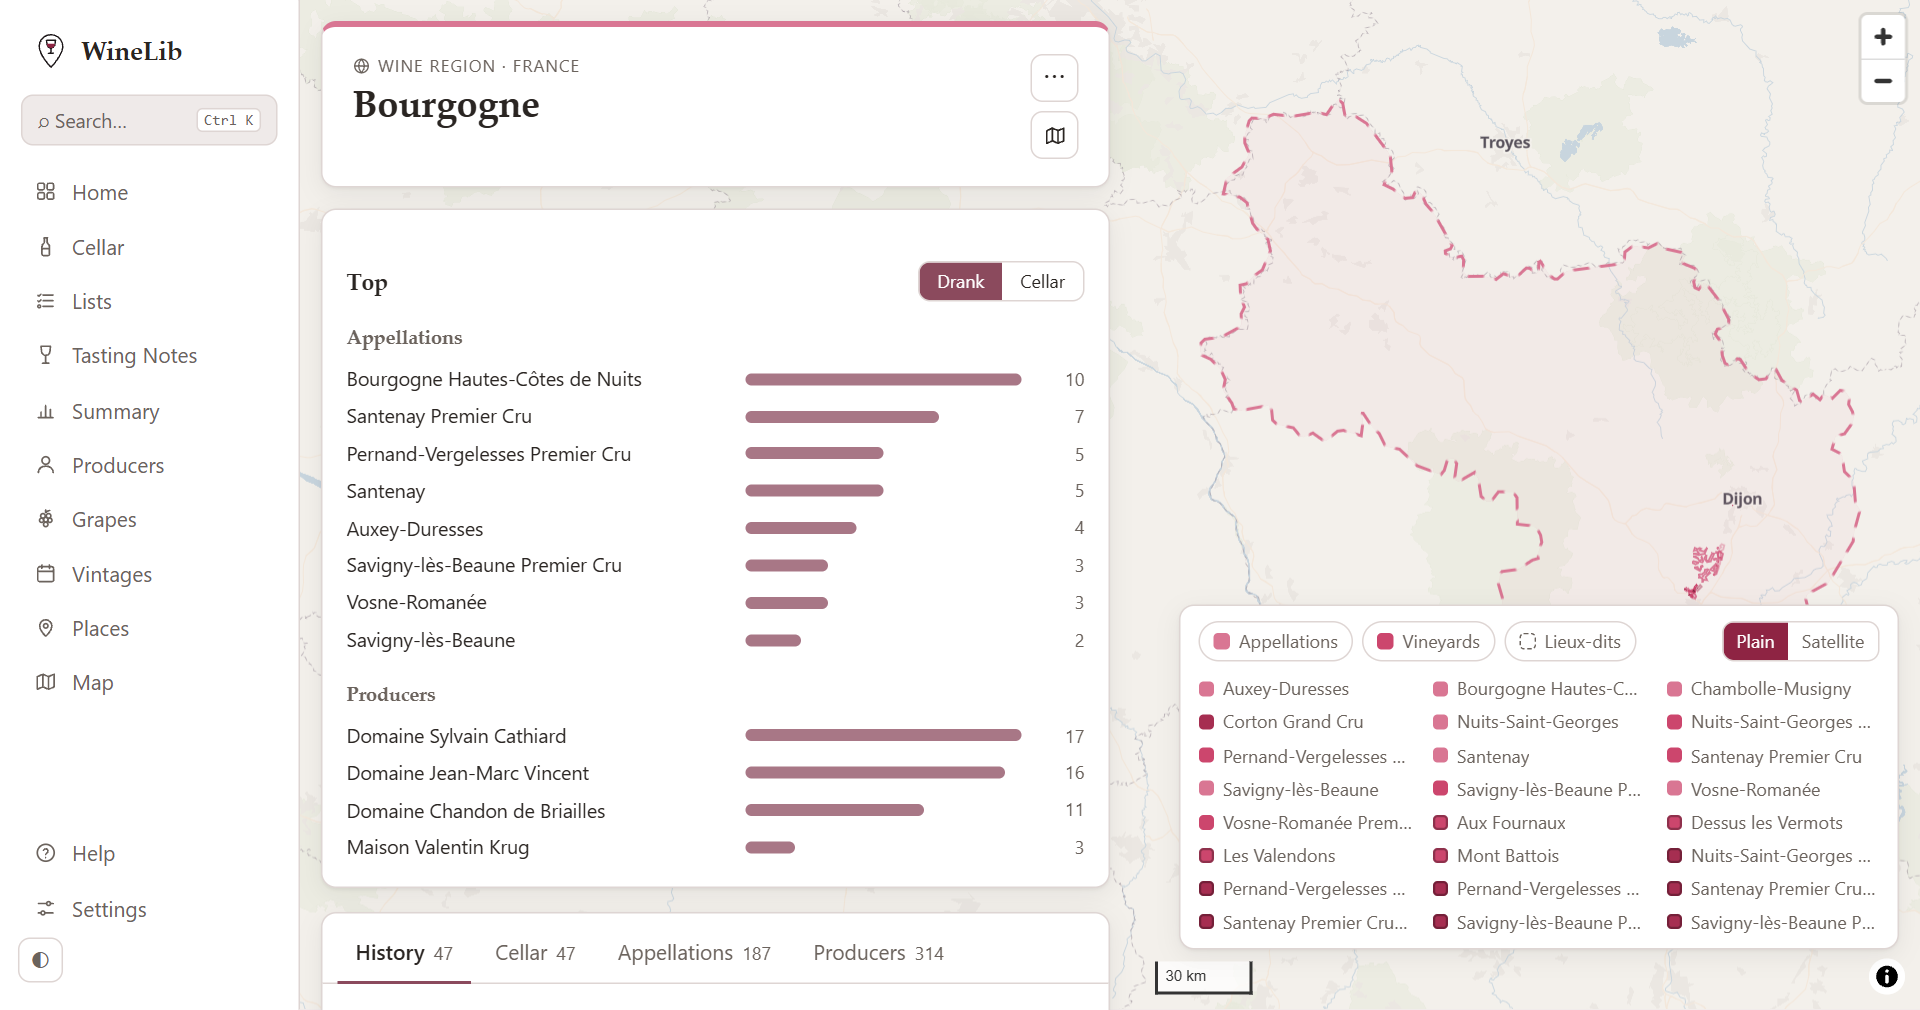 WineLib
Search... Ctrl K
Home
Cellar
Lists
Tasting Notes
Summary
Producers
Grapes
Vintages
Places
Map
Help
Settings
WINE REGION · FRANCE
Bourgogne
Top
Drank Cellar
Appellations
Bourgogne Hautes-Côtes de Nuits 10
Santenay Premier Cru 7
Pernand-Vergelesses Premier Cru 5
Santenay 5
Auxey-Duresses 4
Savigny-lès-Beaune Premier Cru 3
Vosne-Romanée 3
Savigny-lès-Beaune 2
Producers
Domaine Sylvain Cathiard 17
Domaine Jean-Marc Vincent 16
Domaine Chandon de Briailles 11
Maison Valentin Krug 3
History 47 Cellar 47 Appellations 187 Producers 314
Troyes
Dijon
Appellations Vineyards Lieux-dits Plain Satellite
Auxey-Duresses Bourgogne Hautes-C... Chambolle-Musigny
Corton Grand Cru Nuits-Saint-Georges Nuits-Saint-Georges ...
Pernand-Vergelesses ... Santenay Santenay Premier Cru
Savigny-lès-Beaune Savigny-lès-Beaune P... Vosne-Romanée
Vosne-Romanée Prem... Aux Fournaux Dessus les Vermots
Les Valendons Mont Battois Nuits-Saint-Georges ...
Pernand-Vergelesses ... Pernand-Vergelesses ... Santenay Premier Cru...
Santenay Premier Cru... Savigny-lès-Beaune P... Savigny-lès-Beaune P...
30 km